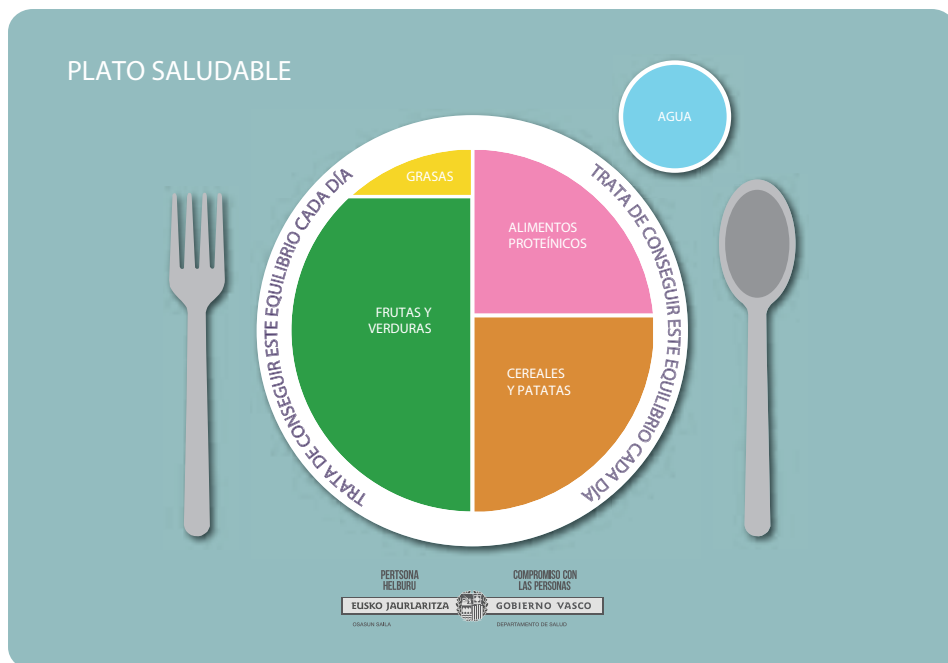 PLATO SALUDABLE
AGUA
TRATA DE CONSEGUIR ESTE EQUILIBRIO CADA DÍA
TRATA DE CONSEGUIR ESTE EQUILIBRIO CADA DÍA
GRASAS
ALIMENTOS
PROTEÍNICOS
FRUTAS Y
VERDURAS
CEREALES
Y PATATAS
PERTSONA
HELBURU
COMPROMISO CON
LAS PERSONAS
EUSKO JAURLARITZA
GOBIERNO VASCO
OSASUN SAILA
DEPARTAMENTO DE SALUD